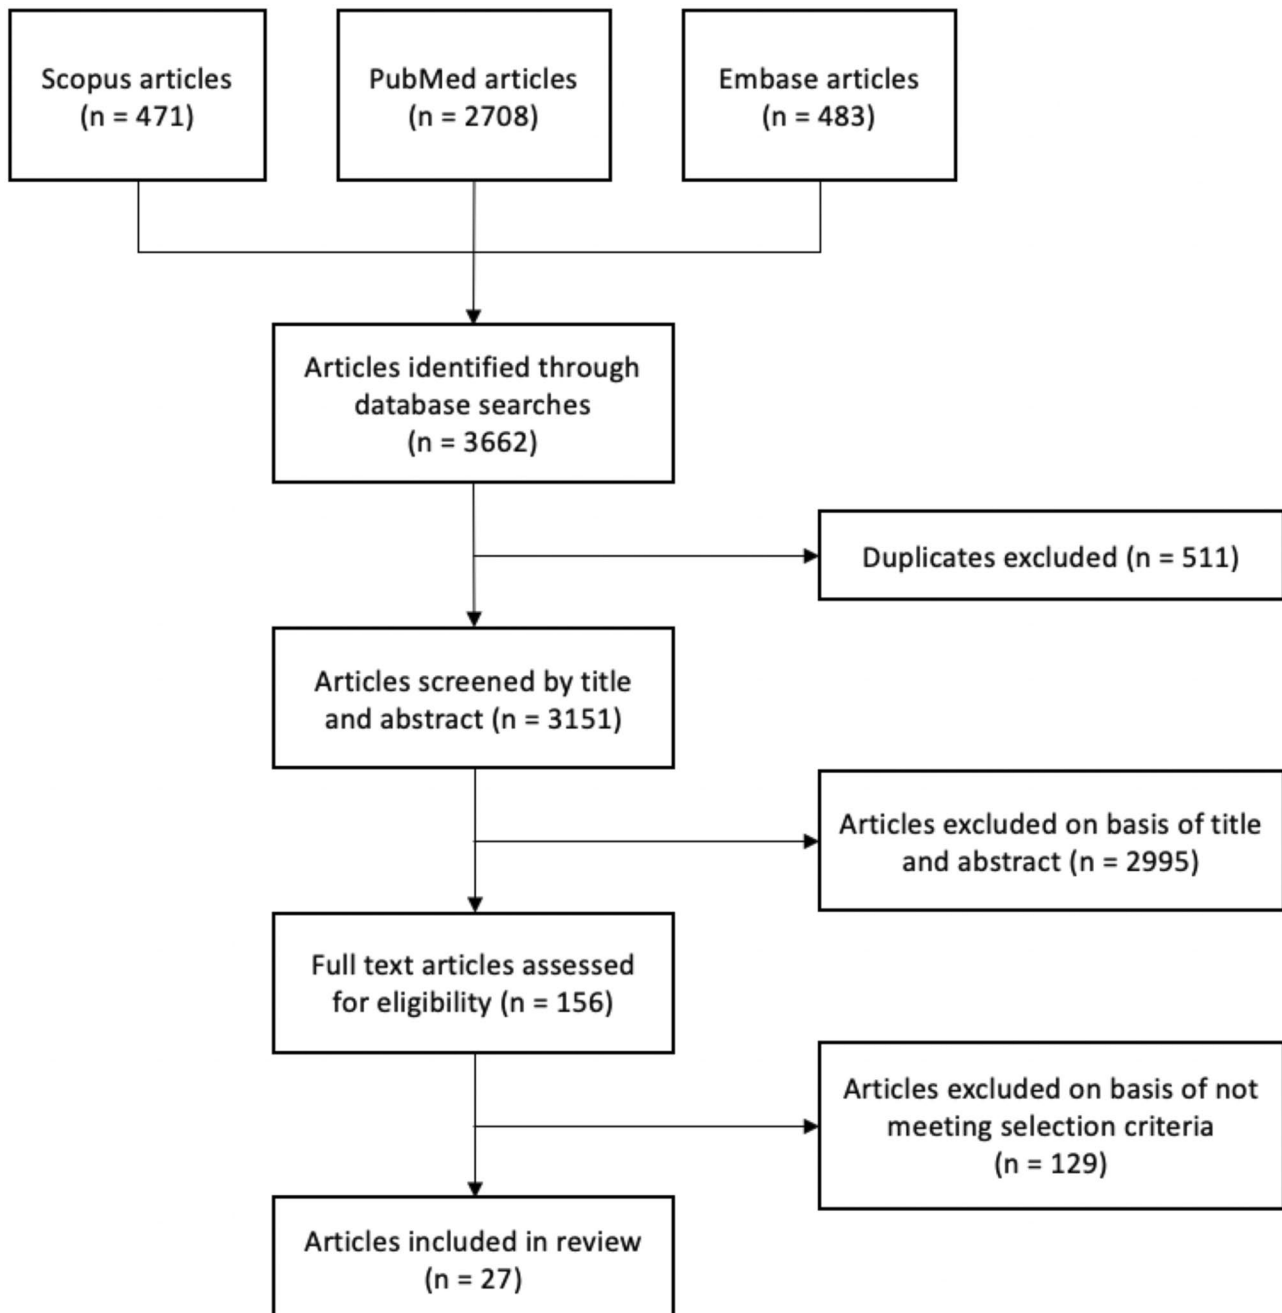 Scopus articles
(n = 471)
PubMed articles
(n = 2708)
Embase articles
(n = 483)
Articles identified through
database searches
(n = 3662)
Duplicates excluded (n = 511)
Articles screened by title
and abstract (n = 3151)
Articles excluded on basis of title
and abstract (n = 2995)
Full text articles assessed
for eligibility (n = 156)
Articles excluded on basis of not
meeting selection criteria
(n = 129)
Articles included in review
(n = 27)